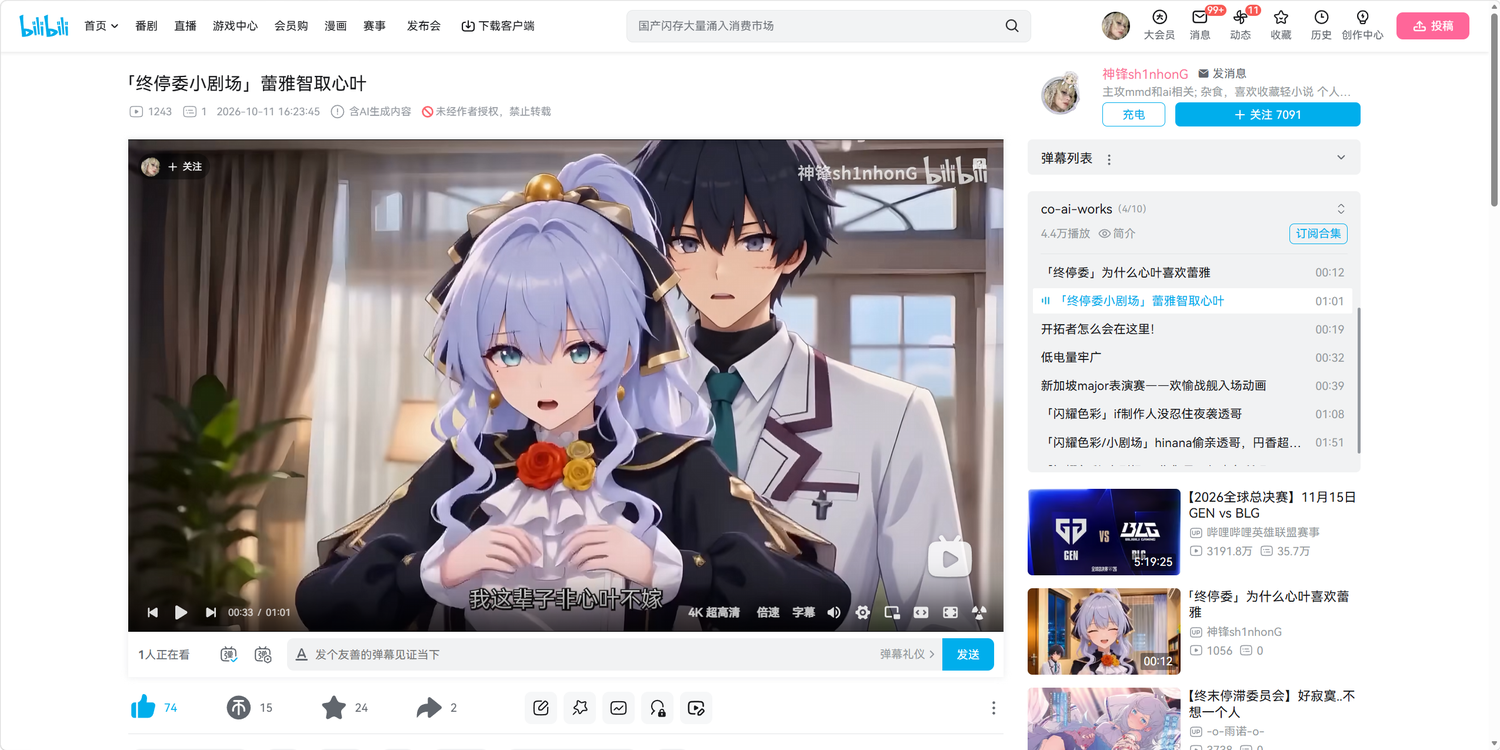 bilibili
首页
番剧
直播
游戏中心
会员购
漫画
赛事
发布会
下载客户端
国产闪存大量涌入消费市场
大会员
99+
消息
11
动态
收藏
历史
创作中心
投稿
「终停委小剧场」蕾雅智取心叶
1243
1
2026-10-11 16:23:45
含AI生成内容
未经作者授权，禁止转载
+ 关注
神锋sh1nhonG bilibili
我这辈子非心叶不嫁
00:33 / 01:01
4K 超高清
倍速
字幕
1人正在看
弹
弹
A
发个友善的弹幕见证当下
弹幕礼仪 >
发送
74
币
15
24
2
神锋sh1nhonG
发消息
主攻mmd和ai相关; 杂食，喜欢收藏轻小说 个人...
充电
+ 关注 7091
弹幕列表
co-ai-works (4/10)
4.4万播放
简介
订阅合集
「终停委」为什么心叶喜欢蕾雅
00:12
「终停委小剧场」蕾雅智取心叶
01:01
开拓者怎么会在这里！
00:19
低电量牢广
00:32
新加坡major表演赛——欢愉战舰入场动画
00:39
「闪耀色彩」if制作人没忍住夜袭透哥
01:08
「闪耀色彩/小剧场」hinana偷亲透哥，円香超...
01:51
GEN
VS
BLG
5:19:25
【2026全球总决赛】11月15日 GEN vs BLG
UP 哔哩哔哩英雄联盟赛事
3191.8万
35.7万
00:12
「终停委」为什么心叶喜欢蕾雅
UP 神锋sh1nhonG
1056
0
【终末停滞委员会】好寂寞..不想一个人
UP -o-雨诺-o-
3738
0